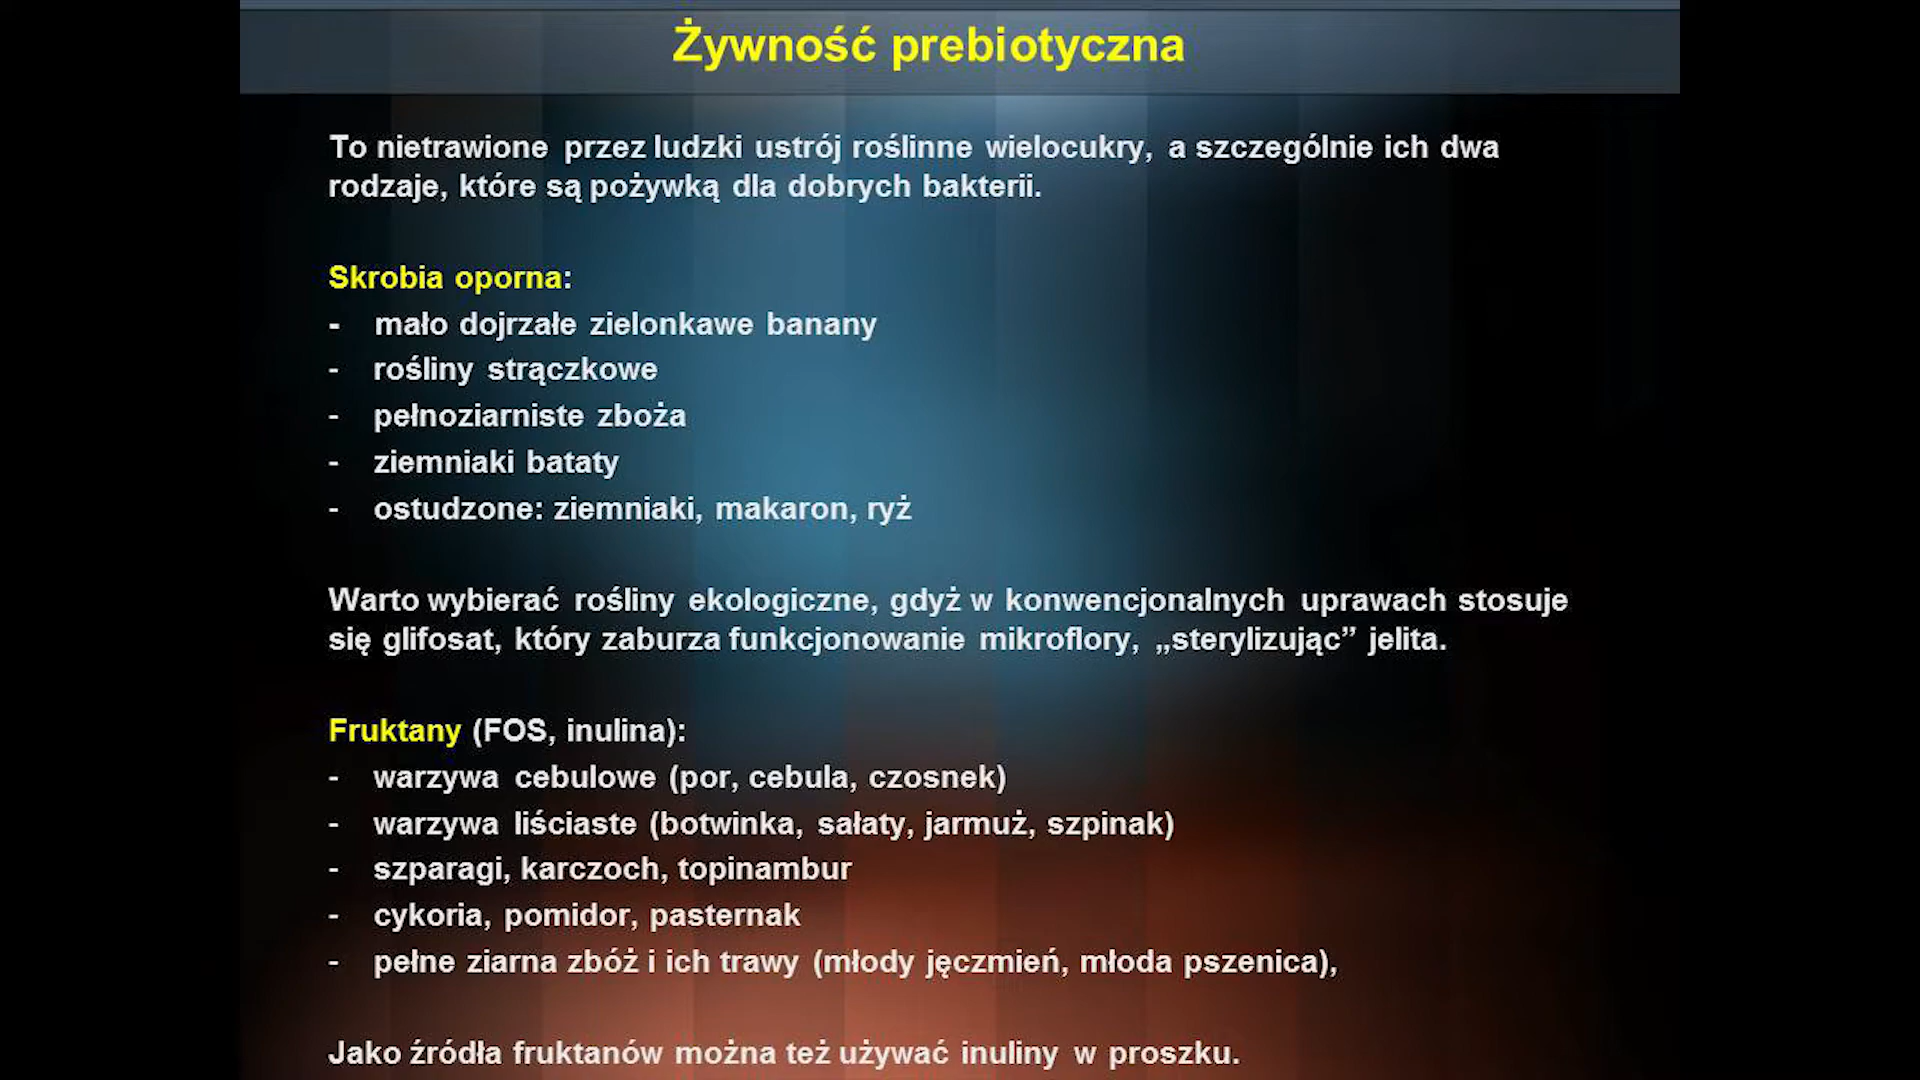 Żywność prebiotyczna
To nietrawione przez ludzki ustrój roślinne wielocukry, a szczególnie ich dwa
rodzaje, które są pożywką dla dobrych bakterii.
Skrobia oporna:
- mało dojrzałe zielonkawe banany
- rośliny strączkowe
- pełnoziarniste zboża
- ziemniaki bataty
- ostudzone: ziemniaki, makaron, ryż
Warto wybierać rośliny ekologiczne, gdyż w konwencjonalnych uprawach stosuje
się glifosat, który zaburza funkcjonowanie mikroflory, „sterylizując” jelita.
Fruktany (FOS, inulina):
- warzywa cebulowe (por, cebula, czosnek)
- warzywa liściaste (botwinka, sałaty, jarmuż, szpinak)
- szparagi, karczoch, topinambur
- cykoria, pomidor, pasternak
- pełne ziarna zbóż i ich trawy (młody jęczmień, młoda pszenica),
Jako źródła fruktanów można też używać inuliny w proszku.